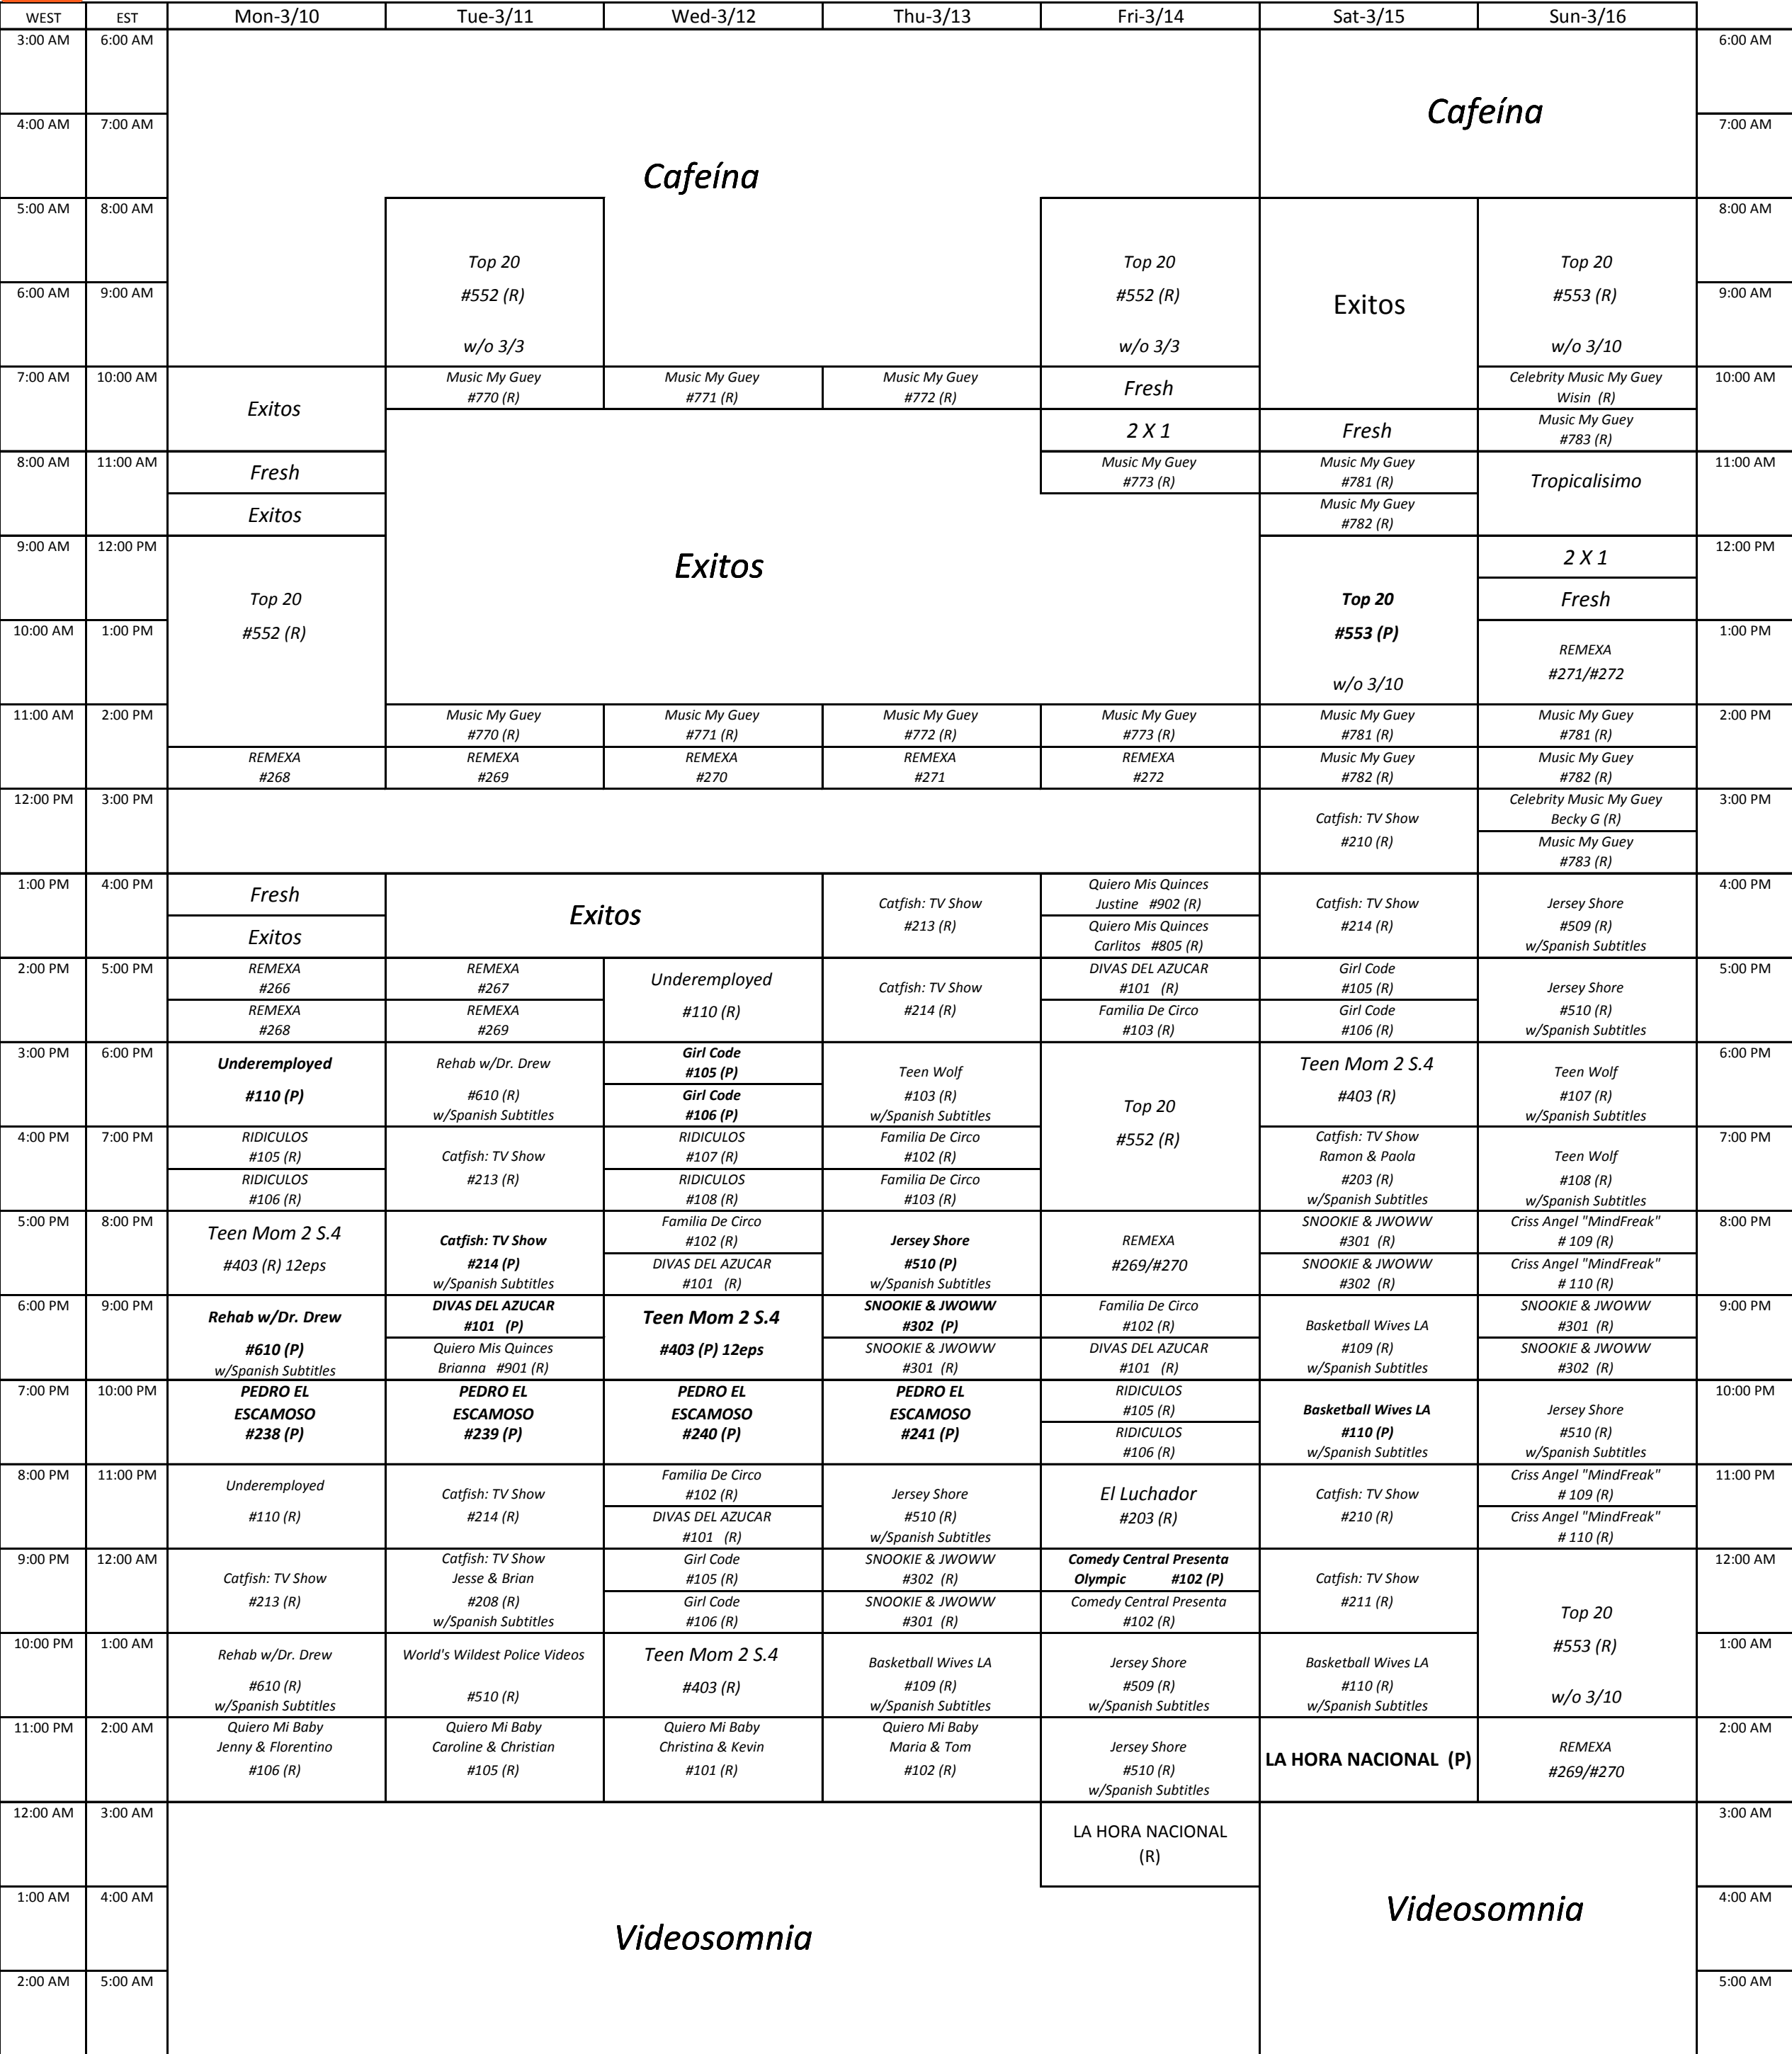 WEST EST Mon-3/10 Tue-3/11 Wed-3/12 Thu-3/13 Fri-3/14 Sat-3/15 Sun-3/16
3:00 AM 6:00 AM 6:00 AM
Cafeína
4:00 AM 7:00 AM 7:00 AM
Cafeína
5:00 AM 8:00 AM 8:00 AM
Top 20 Top 20 Top 20
6:00 AM 9:00 AM #552 (R) #552 (R) Exitos #553 (R) 9:00 AM
w/o 3/3 w/o 3/3 w/o 3/10
7:00 AM 10:00 AM Music My Guey Music My Guey Music My Guey Celebrity Music My Guey 10:00 AM
Exitos #770 (R) #771 (R) #772 (R) Fresh Wisin (R)
2 X 1 Fresh Music My Guey
#783 (R)
8:00 AM 11:00 AM Fresh Music My Guey Music My Guey 11:00 AM
#773 (R) #781 (R) Tropicalisimo
Exitos Music My Guey
#782 (R)
9:00 AM 12:00 PM Exitos 2 X 1 12:00 PM
Top 20 Top 20 Fresh
10:00 AM 1:00 PM #552 (R) #553 (P) 1:00 PM
REMEXA
#271/#272
w/o 3/10
11:00 AM 2:00 PM Music My Guey Music My Guey Music My Guey Music My Guey Music My Guey Music My Guey 2:00 PM
#770 (R) #771 (R) #772 (R) #773 (R) #781 (R) #781 (R)
REMEXA REMEXA REMEXA REMEXA REMEXA Music My Guey Music My Guey
#268 #269 #270 #271 #272 #782 (R) #782 (R)
12:00 PM 3:00 PM Celebrity Music My Guey 3:00 PM
Catfish: TV Show Becky G (R)
#210 (R) Music My Guey
#783 (R)
1:00 PM 4:00 PM Fresh Quiero Mis Quinces 4:00 PM
Exitos Catfish: TV Show Justine #902 (R) Catfish: TV Show Jersey Shore
Exitos #213 (R) Quiero Mis Quinces #214 (R) #509 (R)
Carlitos #805 (R) w/Spanish Subtitles
2:00 PM 5:00 PM REMEXA REMEXA Underemployed DIVAS DEL AZUCAR Girl Code 5:00 PM
#266 #267 Catfish: TV Show #101 (R) #105 (R) Jersey Shore
REMEXA REMEXA #110 (R) #214 (R) Familia De Circo Girl Code #510 (R)
#268 #269 #103 (R) #106 (R) w/Spanish Subtitles
3:00 PM 6:00 PM Underemployed Rehab w/Dr. Drew Girl Code Teen Mom 2 S.4 6:00 PM
#105 (P) Teen Wolf Teen Wolf
#110 (P) #610 (R) Girl Code #103 (R) Top 20 #403 (R) #107 (R)
w/Spanish Subtitles #106 (P) w/Spanish Subtitles w/Spanish Subtitles
4:00 PM 7:00 PM RIDICULOS RIDICULOS Familia De Circo #552 (R) Catfish: TV Show 7:00 PM
#105 (R) Catfish: TV Show #107 (R) #102 (R) Ramon & Paola Teen Wolf
RIDICULOS #213 (R) RIDICULOS Familia De Circo #203 (R) #108 (R)
#106 (R) #108 (R) #103 (R) w/Spanish Subtitles w/Spanish Subtitles
5:00 PM 8:00 PM Teen Mom 2 S.4 Familia De Circo SNOOKIE & JWOWW Criss Angel "MindFreak" 8:00 PM
Catfish: TV Show #102 (R) Jersey Shore REMEXA #301 (R) # 109 (R)
#403 (R) 12eps #214 (P) DIVAS DEL AZUCAR #510 (P) #269/#270 SNOOKIE & JWOWW Criss Angel "MindFreak"
w/Spanish Subtitles #101 (R) w/Spanish Subtitles #302 (R) # 110 (R)
6:00 PM 9:00 PM Rehab w/Dr. Drew DIVAS DEL AZUCAR Teen Mom 2 S.4 SNOOKIE & JWOWW Familia De Circo SNOOKIE & JWOWW 9:00 PM
#101 (P) #302 (P) #102 (R) Basketball Wives LA #301 (R)
#610 (P) Quiero Mis Quinces #403 (P) 12eps SNOOKIE & JWOWW DIVAS DEL AZUCAR #109 (R) SNOOKIE & JWOWW
w/Spanish Subtitles Brianna #901 (R) #301 (R) #101 (R) w/Spanish Subtitles #302 (R)
7:00 PM 10:00 PM PEDRO EL PEDRO EL PEDRO EL PEDRO EL RIDICULOS 10:00 PM
ESCAMOSO ESCAMOSO ESCAMOSO ESCAMOSO #105 (R) Basketball Wives LA Jersey Shore
#238 (P) #239 (P) #240 (P) #241 (P) RIDICULOS #110 (P) #510 (R)
#106 (R) w/Spanish Subtitles w/Spanish Subtitles
8:00 PM 11:00 PM Underemployed Familia De Circo Criss Angel "MindFreak" 11:00 PM
Catfish: TV Show #102 (R) Jersey Shore El Luchador Catfish: TV Show # 109 (R)
#110 (R) #214 (R) DIVAS DEL AZUCAR #510 (R) #203 (R) #210 (R) Criss Angel "MindFreak"
#101 (R) w/Spanish Subtitles # 110 (R)
9:00 PM 12:00 AM Catfish: TV Show Girl Code SNOOKIE & JWOWW Comedy Central Presenta 12:00 AM
Catfish: TV Show Jesse & Brian #105 (R) #302 (R) Olympic #102 (P) Catfish: TV Show
#213 (R) #208 (R) Girl Code SNOOKIE & JWOWW Comedy Central Presenta #211 (R) Top 20
w/Spanish Subtitles #106 (R) #301 (R) #102 (R)
10:00 PM 1:00 AM Rehab w/Dr. Drew World's Wildest Police Videos Teen Mom 2 S.4 Basketball Wives LA Jersey Shore Basketball Wives LA #553 (R) 1:00 AM
#610 (R) #510 (R) #403 (R) #109 (R) #509 (R) #110 (R) w/o 3/10
w/Spanish Subtitles w/Spanish Subtitles w/Spanish Subtitles w/Spanish Subtitles
11:00 PM 2:00 AM Quiero Mi Baby Quiero Mi Baby Quiero Mi Baby Quiero Mi Baby 2:00 AM
Jenny & Florentino Caroline & Christian Christina & Kevin Maria & Tom Jersey Shore LA HORA NACIONAL (P) REMEXA
#106 (R) #105 (R) #101 (R) #102 (R) #510 (R) #269/#270
w/Spanish Subtitles
12:00 AM 3:00 AM 3:00 AM
LA HORA NACIONAL
(R)
1:00 AM 4:00 AM 4:00 AM
Videosomnia
Videosomnia
2:00 AM 5:00 AM 5:00 AM